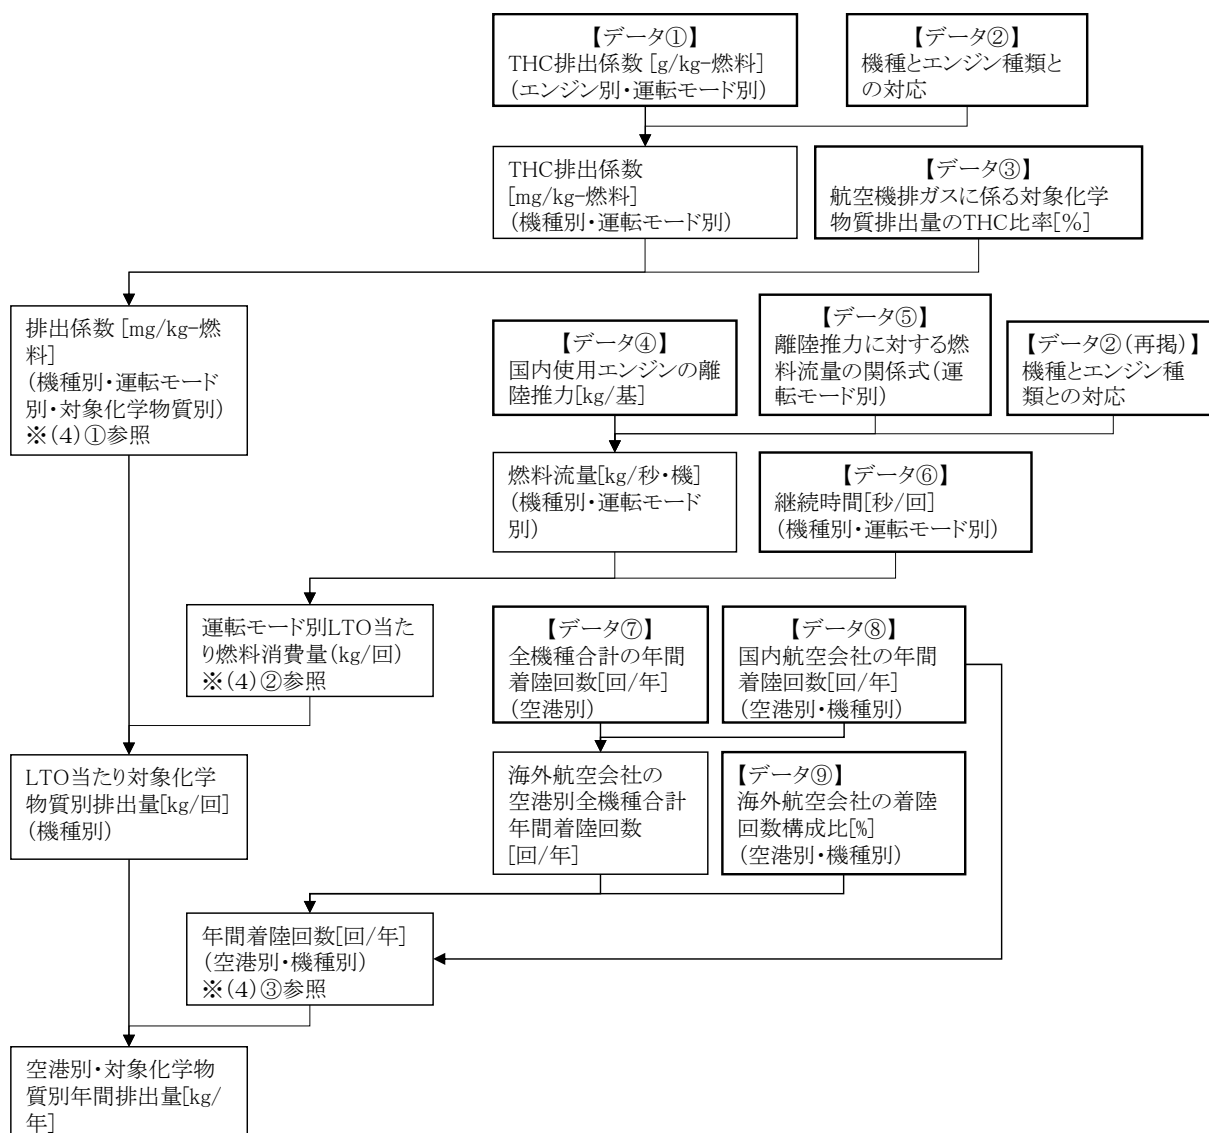 【データ①】
THC排出係数 [g/kg-燃料]
(エンジン別・運転モード別)
【データ②】
機種とエンジン種類と
の対応
THC排出係数
[mg/kg-燃料]
(機種別・運転モード別)
【データ③】
航空機排ガスに係る対象化学
物質排出量のTHC比率[%]
排出係数 [mg/kg-燃
料]
(機種別・運転モード
別・対象化学物質別)
※(4)①参照
【データ④】
国内使用エンジンの離
陸推力[kg/基]
【データ⑤】
離陸推力に対する燃
料流量の関係式(運
転モード別)
【データ②(再掲)】
機種とエンジン種
類との対応
燃料流量[kg/秒・機]
(機種別・運転モード
別)
【データ⑥】
継続時間[秒/回]
(機種別・運転モード別)
運転モード別LTO当た
り燃料消費量(kg/回)
※(4)②参照
【データ⑦】
全機種合計の年間
着陸回数[回/年]
(空港別)
【データ⑧】
国内航空会社の年間
着陸回数[回/年]
(空港別・機種別)
LTO当たり対象化学
物質別排出量[kg/回]
(機種別)
海外航空会社の
空港別全機種合計
年間着陸回数
[回/年]
【データ⑨】
海外航空会社の着陸
回数構成比[%]
(空港別・機種別)
年間着陸回数[回/年]
(空港別・機種別)
※(4)③参照
空港別・対象化学物
質別年間排出量[kg/
年]